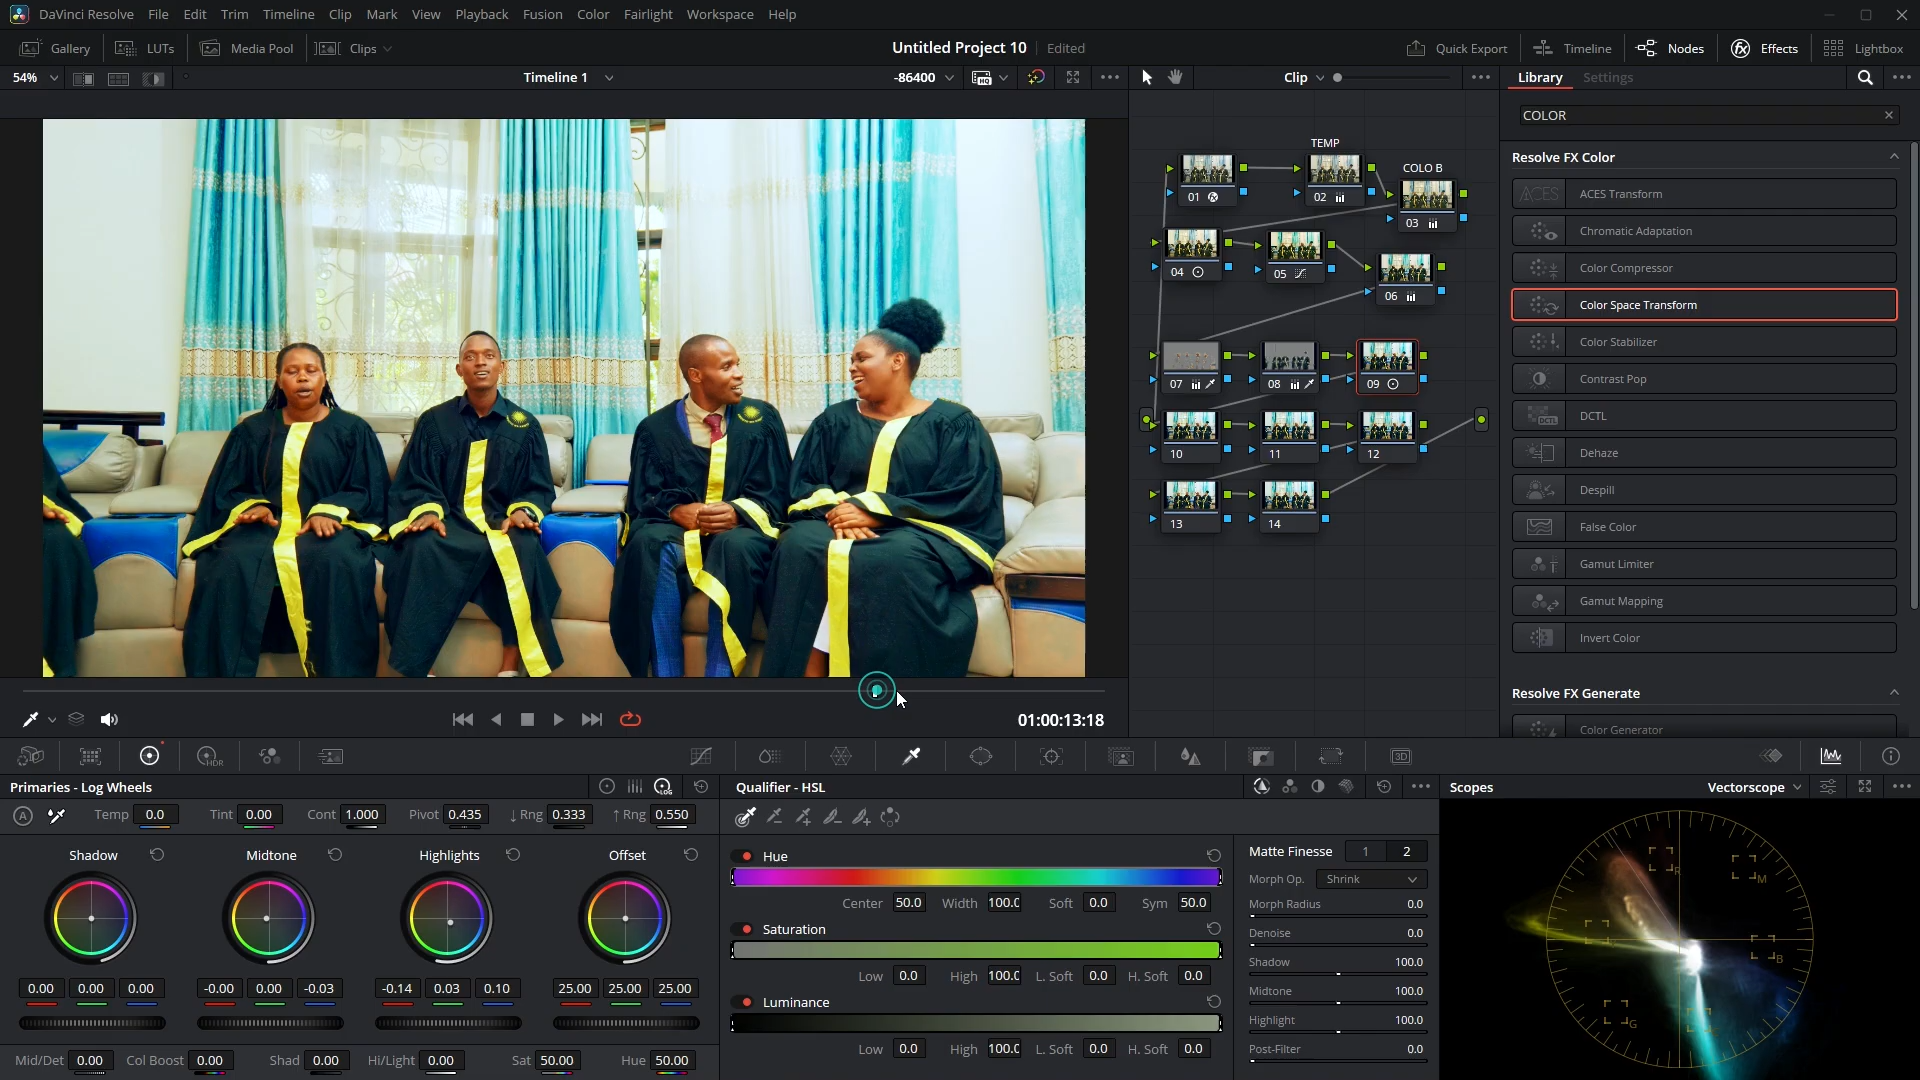 DaVinci Resolve File Edit Trim Timeline Clip Mark View Playback Fusion Color Fairlight Workspace Help
Gallery LUTs Media Pool Clips Untitled Project 10 Edited Quick Export Timeline Nodes Effects Lightbox
54% Timeline 1 -86400 Clip Library Settings
COLOR
Resolve FX Color
ACES Transform
Chromatic Adaptation
Color Compressor
Color Space Transform
Color Stabilizer
Contrast Pop
DCTL
Dehaze
Despill
False Color
Gamut Limiter
Gamut Mapping
Invert Color
Resolve FX Generate
Color Generator
TEMP
COLO B
01 02 03
04 05 06
07 08 09
10 11 12
13 14
01:00:13:18
Primaries - Log Wheels
Temp 0.0 Tint 0.00 Cont 1.000 Pivot 0.435 ↓ Rng 0.333 ↑ Rng 0.550
Shadow Midtone Highlights Offset
0.00 0.00 0.00 -0.00 0.00 -0.03 -0.14 0.03 0.10 25.00 25.00 25.00
Mid/Det 0.00 Col Boost 0.00 Shad 0.00 Hi/Light 0.00 Sat 50.00 Hue 50.00
Qualifier - HSL
Hue
Center 50.0 Width 100.0 Soft 0.0 Sym 50.0
Saturation
Low 0.0 High 100.0 L. Soft 0.0 H. Soft 0.0
Luminance
Low 0.0 High 100.0 L. Soft 0.0 H. Soft 0.0
Matte Finesse 1 2
Morph Op. Shrink
Morph Radius 0.0
Denoise 0.0
Shadow 100.0
Midtone 100.0
Highlight 100.0
Post-Filter 0.0
Scopes Vectorscope
R M B G